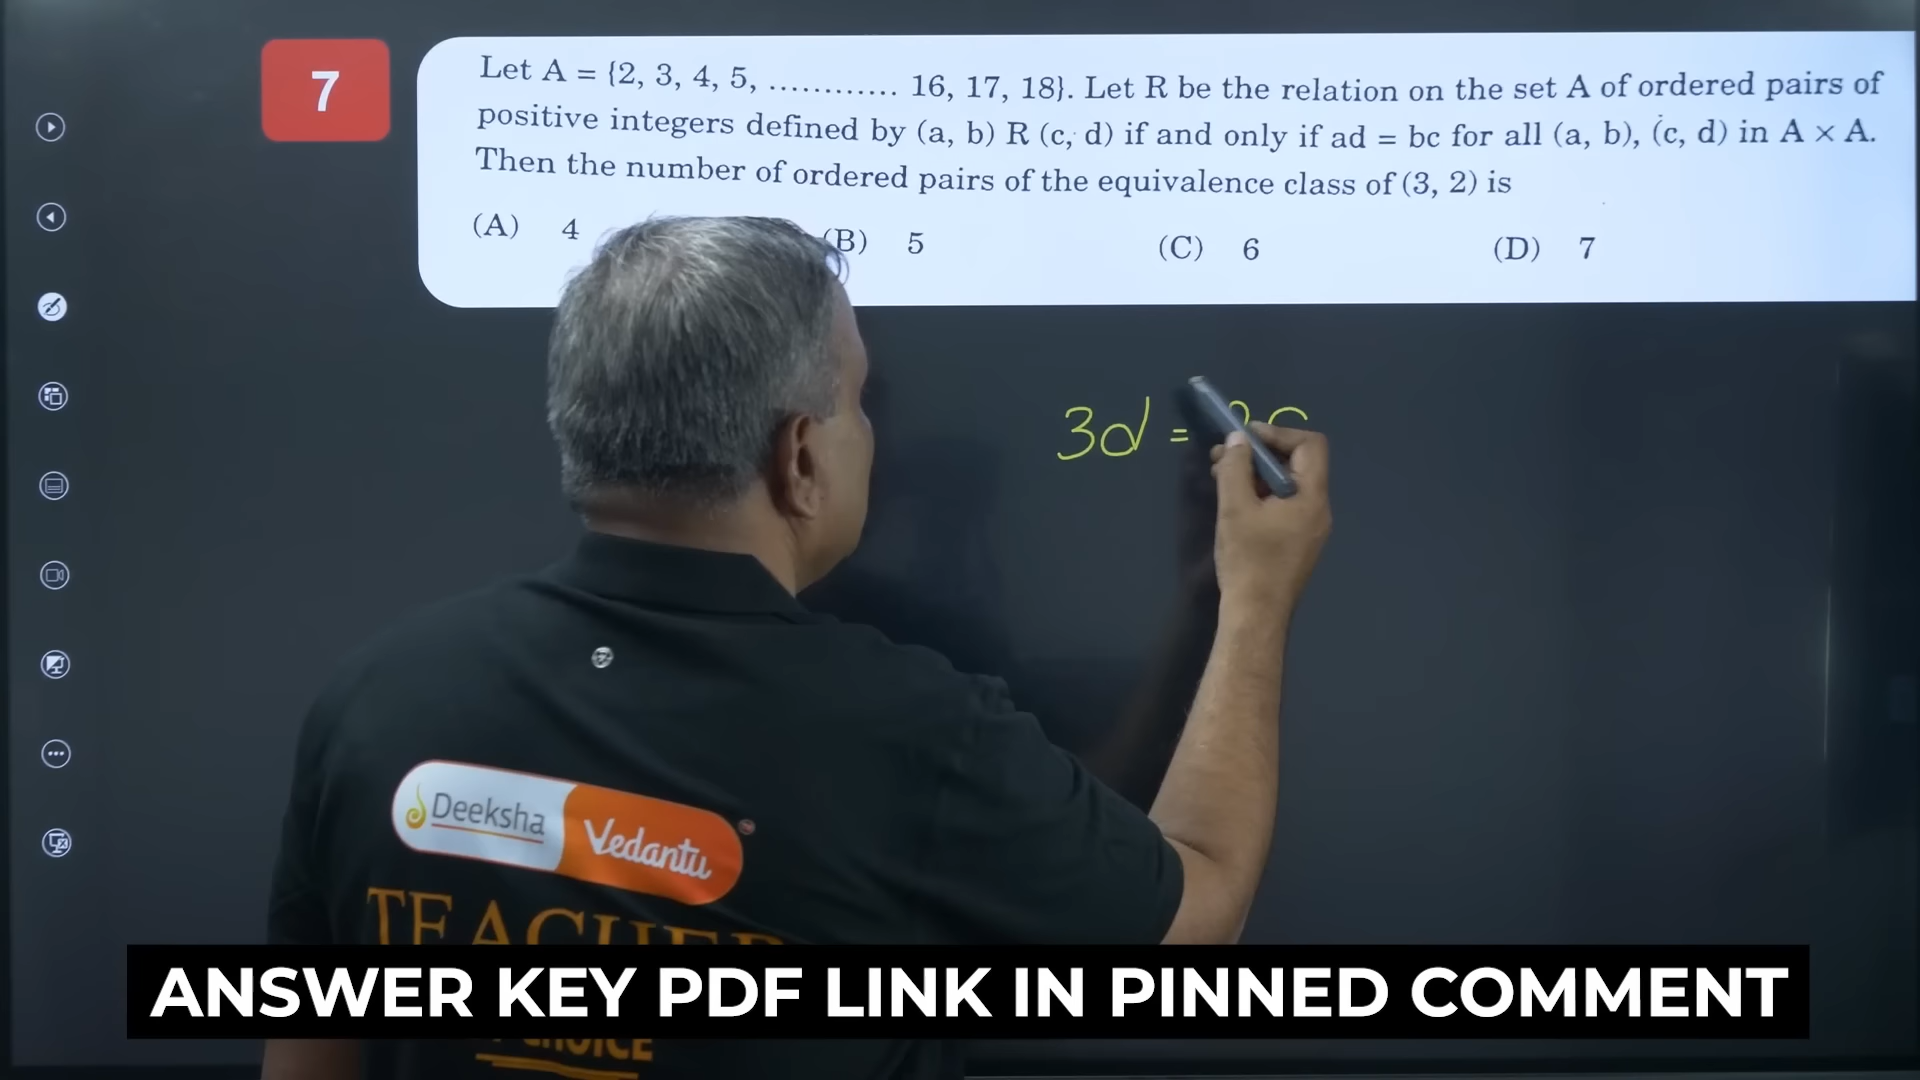 7
Let A = {2, 3, 4, 5, ............ 16, 17, 18}. Let R be the relation on the set A of ordered pairs of
positive integers defined by (a, b) R (c, d) if and only if ad = bc for all (a, b), (c, d) in A × A.
Then the number of ordered pairs of the equivalence class of (3, 2) is
(A) 4 (B) 5 (C) 6 (D) 7
3d =
Deeksha Vedantu
ANSWER KEY PDF LINK IN PINNED COMMENT